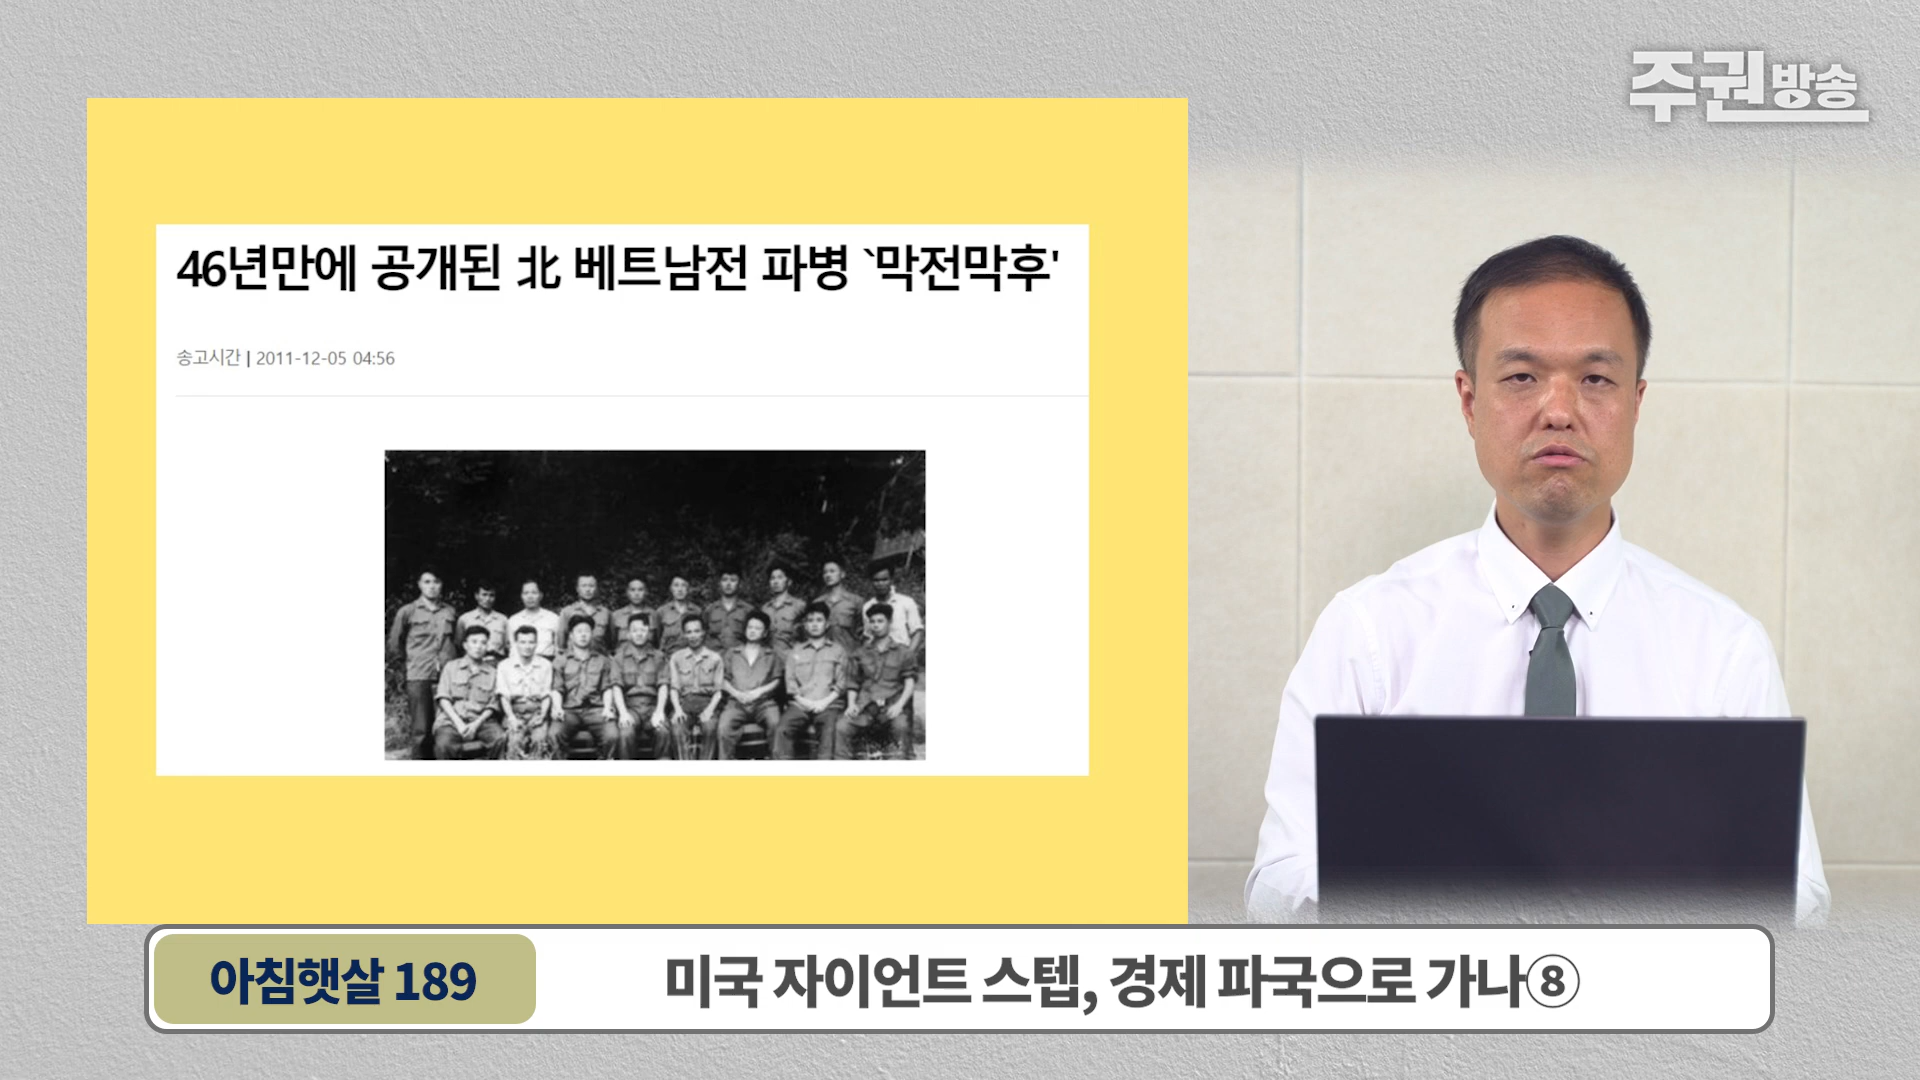 주권방송
46년만에 공개된 北 베트남전 파병 `막전막후'
송고시간 | 2011-12-05 04:56
아침햇살 189
미국 자이언트 스텝, 경제 파국으로 가나⑧